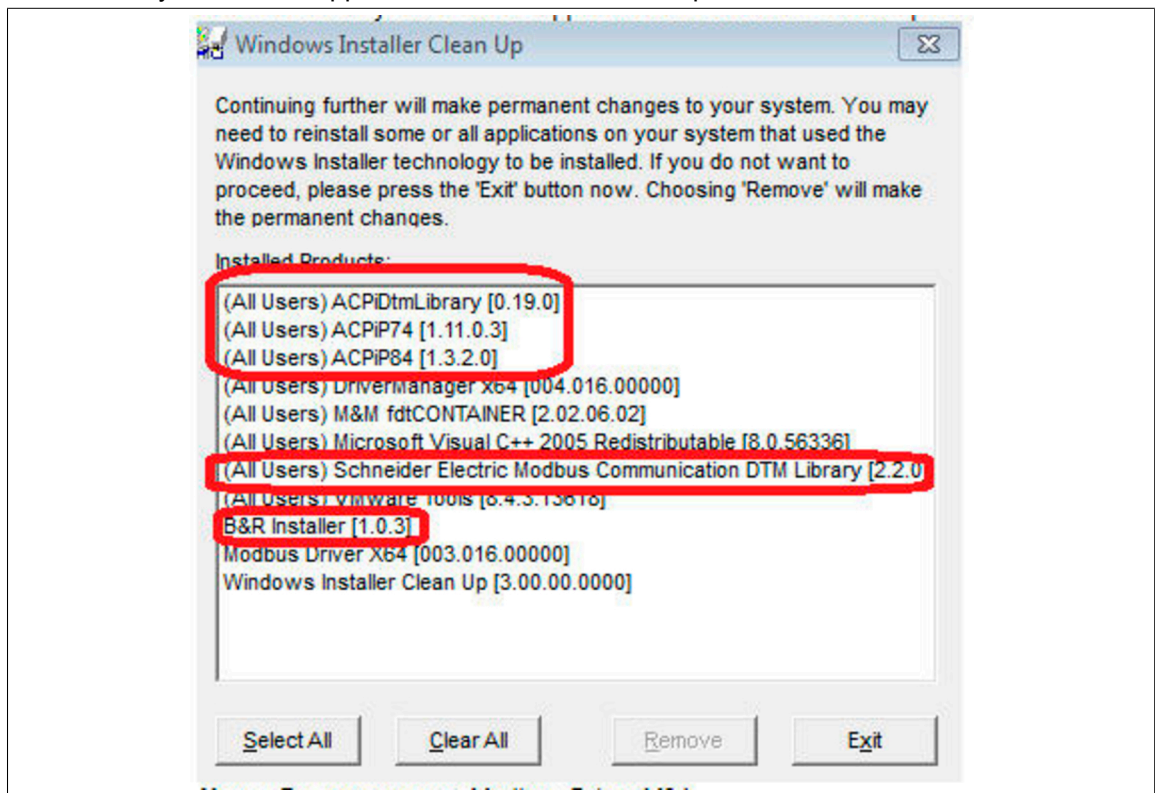 Windows Installer Clean Up
Continuing further will make permanent changes to your system. You may
need to reinstall some or all applications on your system that used the
Windows Installer technology to be installed. If you do not want to
proceed, please press the 'Exit' button now. Choosing 'Remove' will make
the permanent changes.
Installed Products:
(All Users) ACPiDtmLibrary [0.19.0]
(All Users) ACPiP74 [1.11.0.3]
(All Users) ACPiP84 [1.3.2.0]
(All Users) DriverManager x64 [004.016.00000]
(All Users) M&M fdtCONTAINER [2.02.06.02]
(All Users) Microsoft Visual C++ 2005 Redistributable [8.0.56336]
(All Users) Schneider Electric Modbus Communication DTM Library [2.2.0
(All Users) VMware Tools [8.4.3.13618]
B&R Installer [1.0.3]
Modbus Driver X64 [003.016.00000]
Windows Installer Clean Up [3.00.00.0000]
Select All
Clear All
Remove
Exit